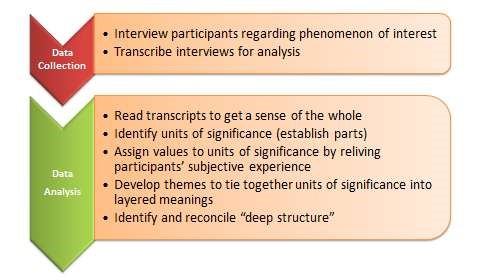 Data
Collection
• Interview participants regarding phenomenon of interest
• Transcribe interviews for analysis
Data
Analysis
• Read transcripts to get a sense of the whole
• Identify units of significance (establish parts)
• Assign values to units of significance by reliving
participants’ subjective experience
• Develop themes to tie together units of significance into
layered meanings
• Identify and reconcile “deep structure”